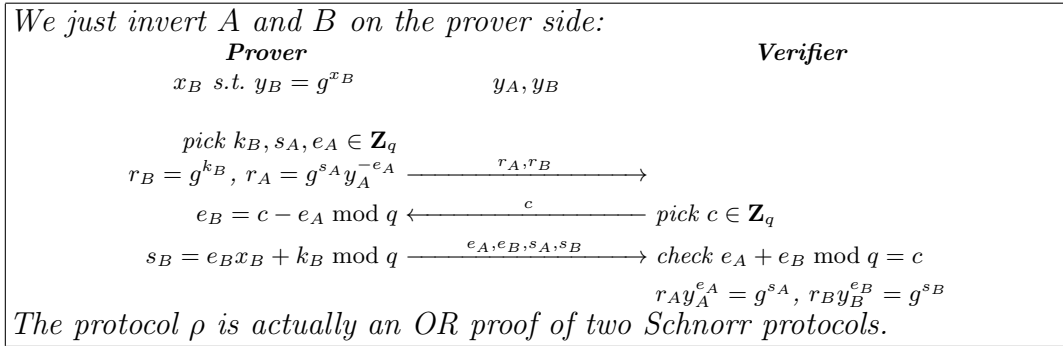 We just invert A and B on the prover side:
Prover Verifier
x_B s.t. y_B = g^{x_B} y_A, y_B
pick k_B, s_A, e_A ∈ Z_q
r_B = g^{k_B}, r_A = g^{s_A} y_A^{-e_A} r_A, r_B
e_B = c − e_A mod q c pick c ∈ Z_q
s_B = e_B x_B + k_B mod q e_A, e_B, s_A, s_B check e_A + e_B mod q = c
r_A y_A^{e_A} = g^{s_A}, r_B y_B^{e_B} = g^{s_B}
The protocol ρ is actually an OR proof of two Schnorr protocols.